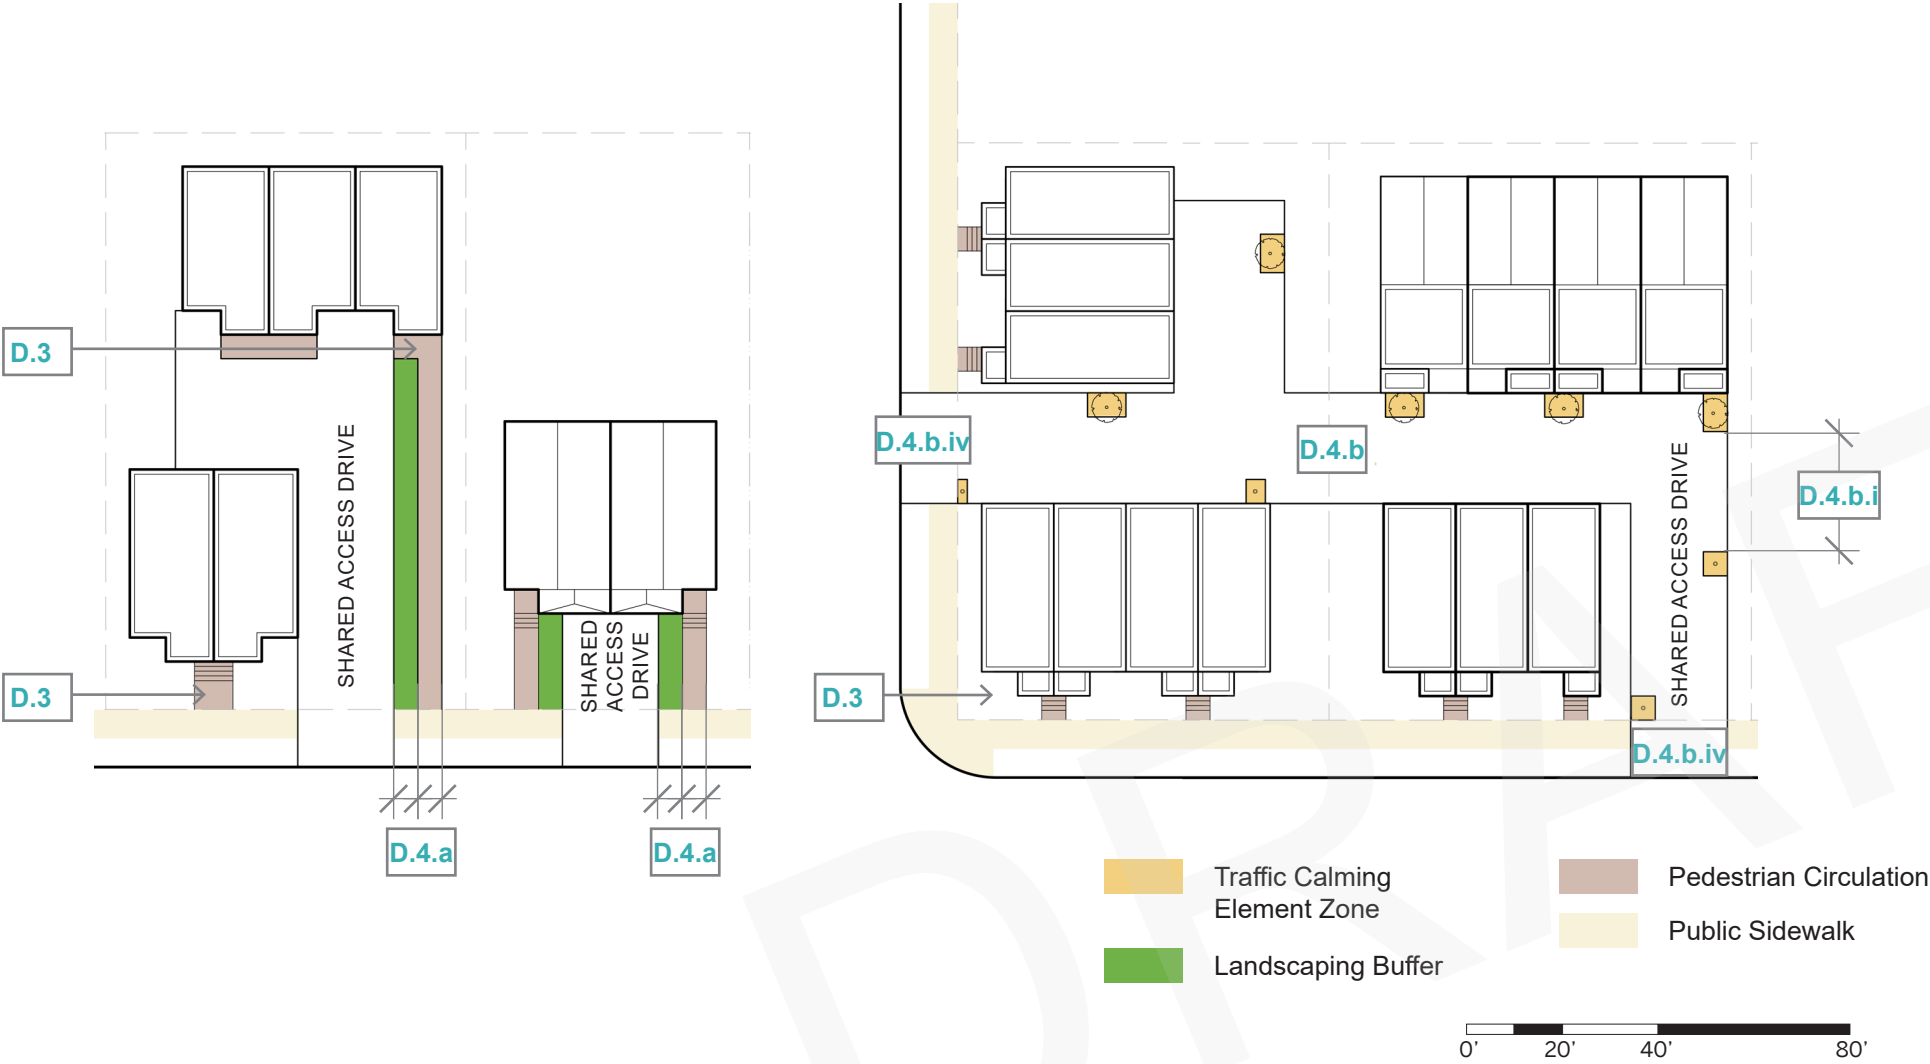 D.3
SHARED ACCESS DRIVE
D.3
SHARED
ACCESS
DRIVE
D.4.a
D.4.a
D.4.b.iv
D.4.b
D.4.b.i
SHARED ACCESS DRIVE
D.3
D.4.b.iv
Traffic Calming
Element Zone
Landscaping Buffer
Pedestrian Circulation
Public Sidewalk
0’ 20’ 40’ 80’
DRAF